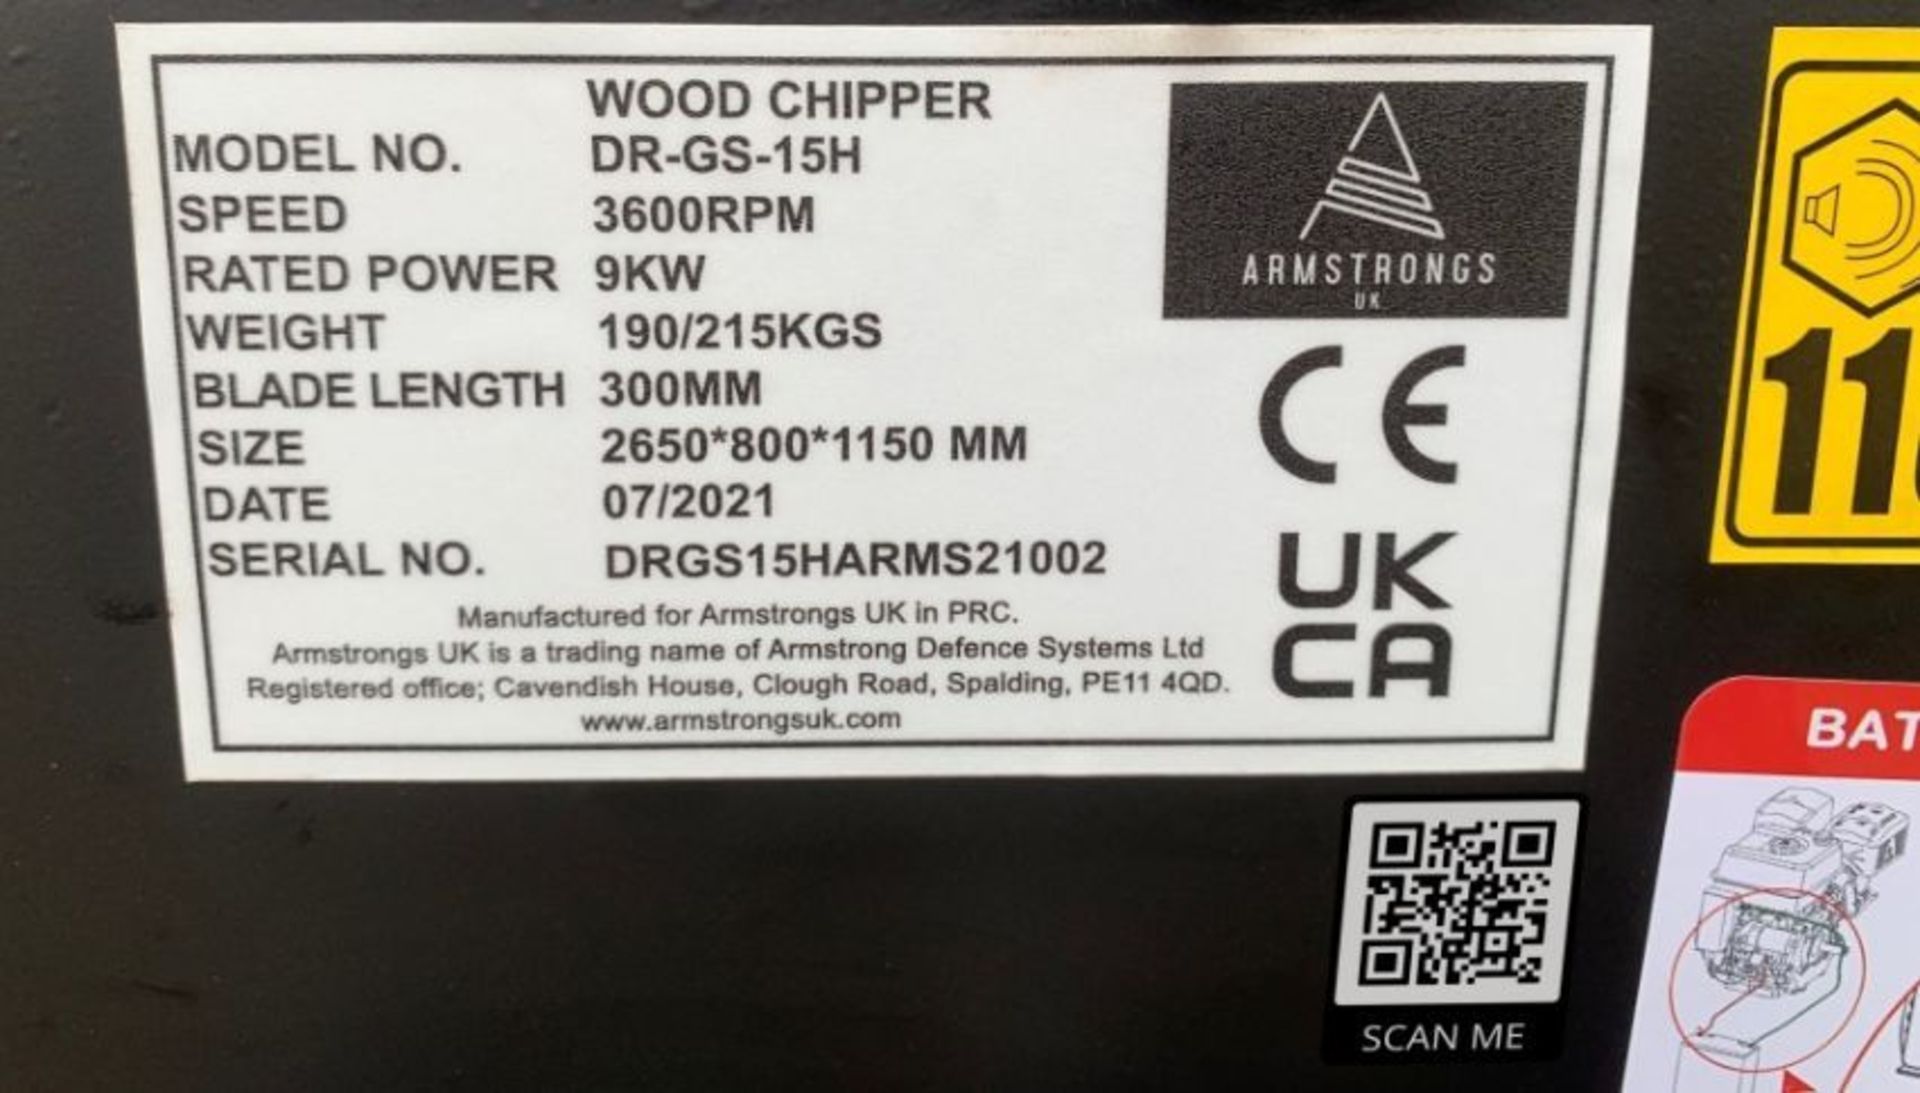 WOOD CHIPPER
MODEL NO. DR-GS-15H
SPEED 3600RPM
RATED POWER 9KW
WEIGHT 190/215KGS
BLADE LENGTH 300MM
SIZE 2650*800*1150 MM
DATE 07/2021
SERIAL NO. DRGS15HARMS21002
Manufactured for Armstrongs UK in PRC.
Armstrongs UK is a trading name of Armstrong Defence Systems Ltd
Registered office; Cavendish House, Clough Road, Spalding, PE11 4QD.
www.armstrongsuk.com
ARMSTRONGS
UK
CE
UK
CA
SCAN ME